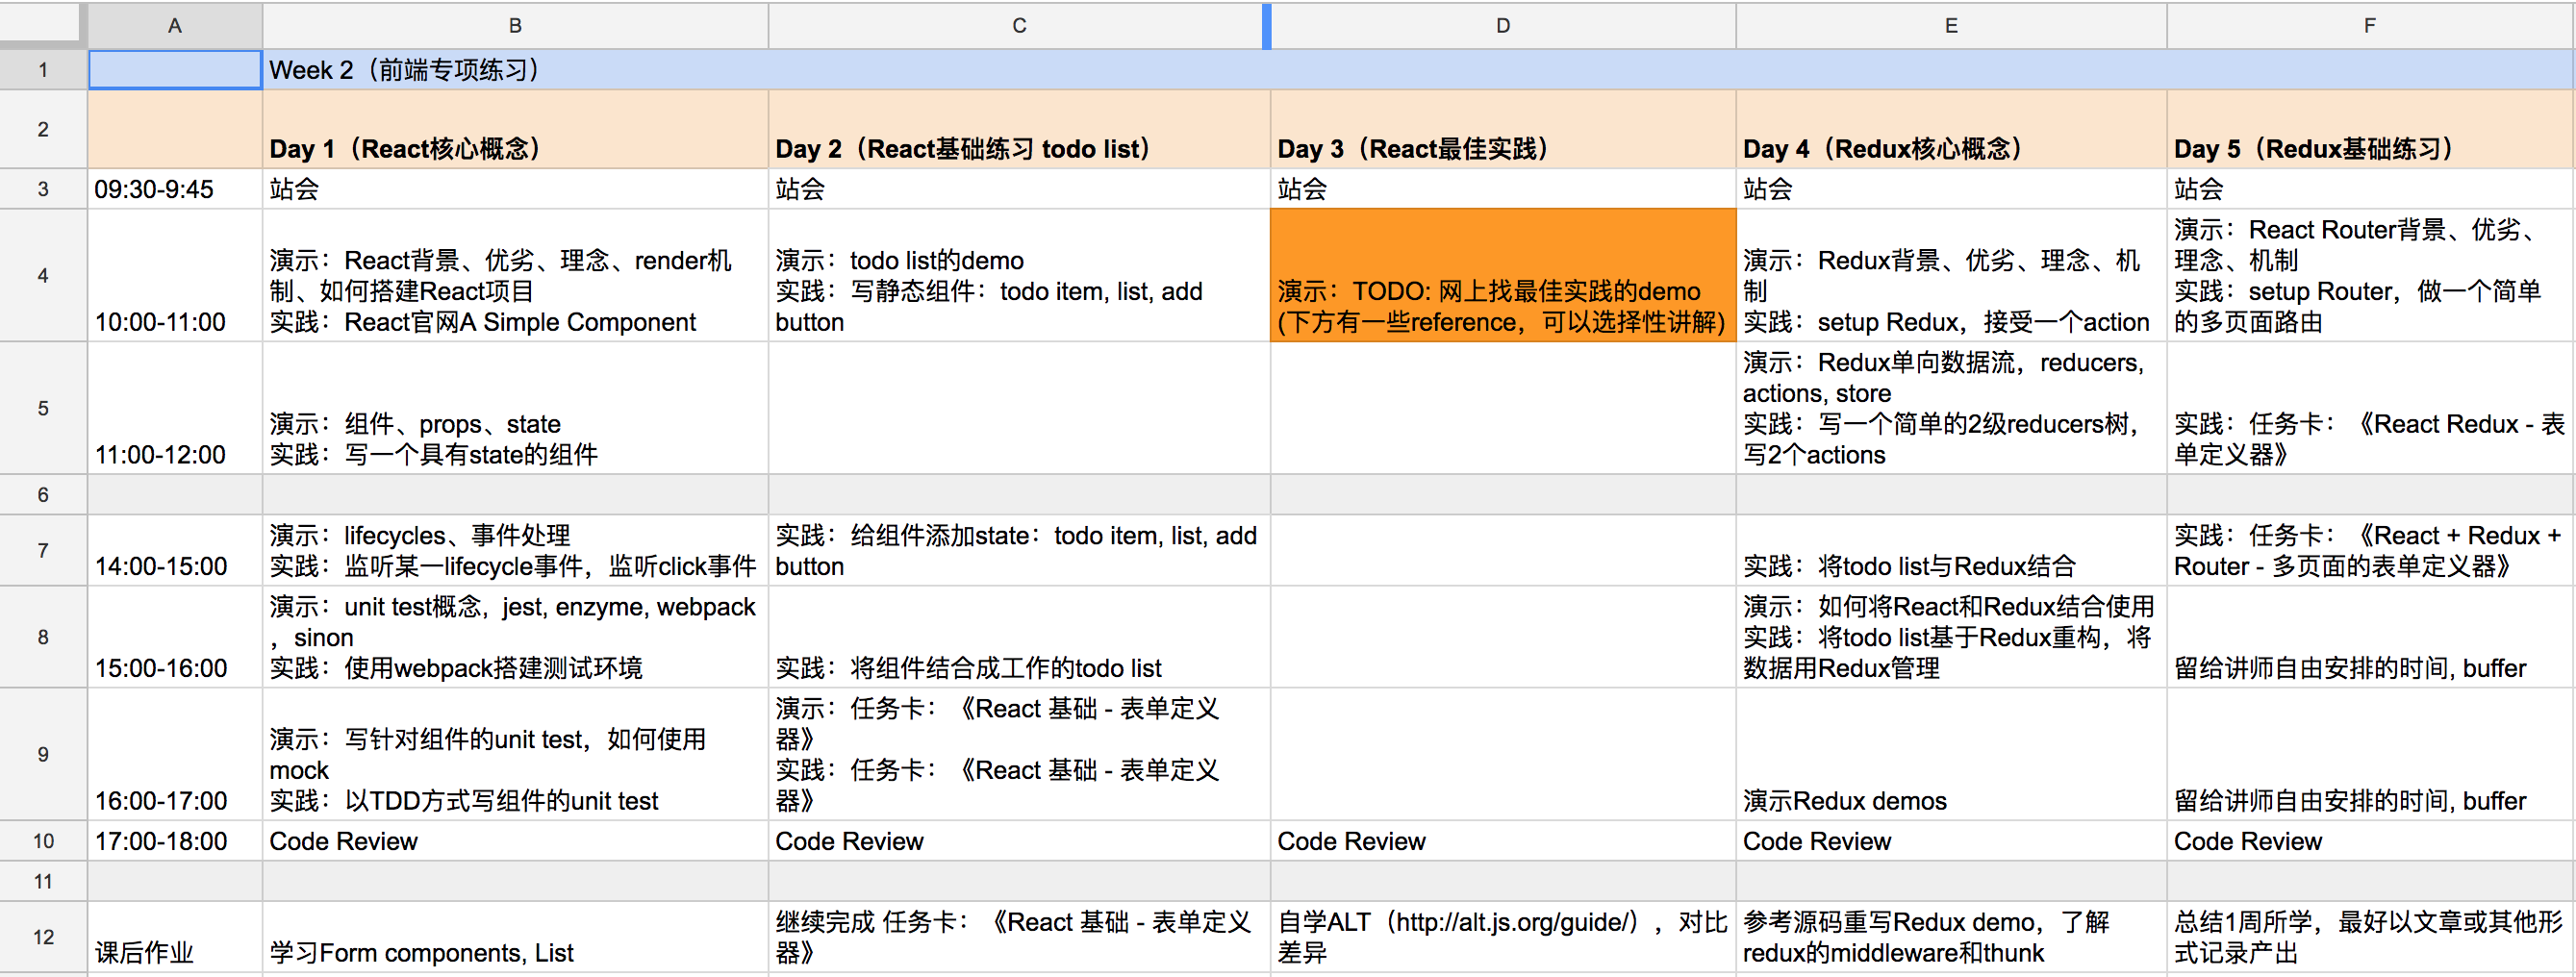 A B C D E F
1 Week 2（前端专项练习）
2 Day 1（React核心概念） Day 2（React基础练习 todo list） Day 3（React最佳实践） Day 4（Redux核心概念） Day 5（Redux基础练习）
3 09:30-9:45 站会 站会 站会 站会 站会
4
10:00-11:00
演示：React背景、优劣、理念、render机
制、如何搭建React项目
实践：React官网A Simple Component
演示：todo list的demo
实践：写静态组件：todo item, list, add
button
演示：TODO: 网上找最佳实践的demo
(下方有一些reference，可以选择性讲解)
演示：Redux背景、优劣、理念、机
制
实践：setup Redux，接受一个action
演示：React Router背景、优劣、
理念、机制
实践：setup Router，做一个简单
的多页面路由
5
11:00-12:00
演示：组件、props、state
实践：写一个具有state的组件
演示：Redux单向数据流，reducers,
actions, store
实践：写一个简单的2级reducers树，
写2个actions
实践：任务卡：《React Redux - 表
单定义器》
6
7
14:00-15:00
演示：lifecycles、事件处理
实践：监听某一lifecycle事件，监听click事件
实践：给组件添加state：todo item, list, add
button
实践：将todo list与Redux结合
实践：任务卡：《React + Redux +
Router - 多页面的表单定义器》
8
15:00-16:00
演示：unit test概念, jest, enzyme, webpack
, sinon
实践：使用webpack搭建测试环境
实践：将组件结合成工作的todo list
演示：如何将React和Redux结合使用
实践：将todo list基于Redux重构，将
数据用Redux管理
留给讲师自由安排的时间, buffer
9
16:00-17:00
演示：写针对组件的unit test，如何使用
mock
实践：以TDD方式写组件的unit test
演示：任务卡：《React 基础 - 表单定义
器》
实践：任务卡：《React 基础 - 表单定义
器》
演示Redux demos
留给讲师自由安排的时间, buffer
10 17:00-18:00 Code Review Code Review Code Review Code Review Code Review
11
12
课后作业
学习Form components, List
继续完成 任务卡：《React 基础 - 表单定义
器》
自学ALT（http://alt.js.org/guide/），对比
差异
参考源码重写Redux demo，了解
redux的middleware和thunk
总结1周所学，最好以文章或其他形
式记录产出